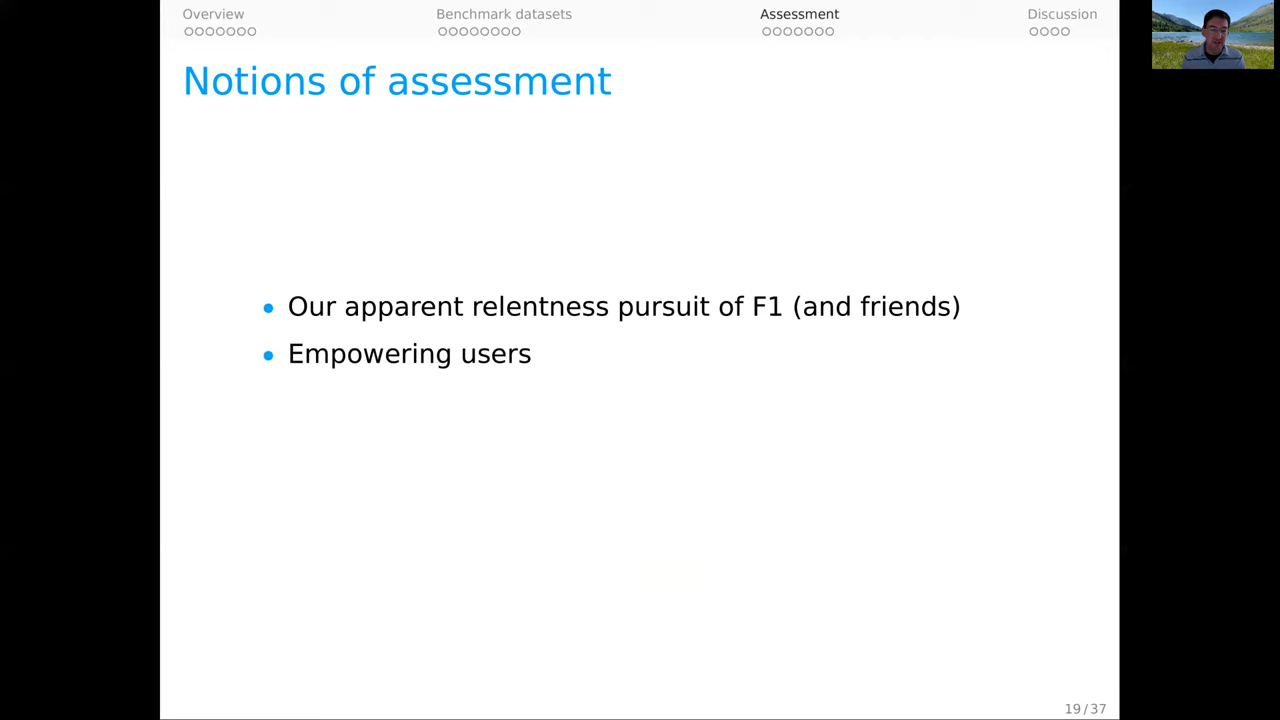 Overview Benchmark datasets Assessment Discussion
Notions of assessment
Our apparent relentness pursuit of F1 (and friends)
Empowering users
19/37